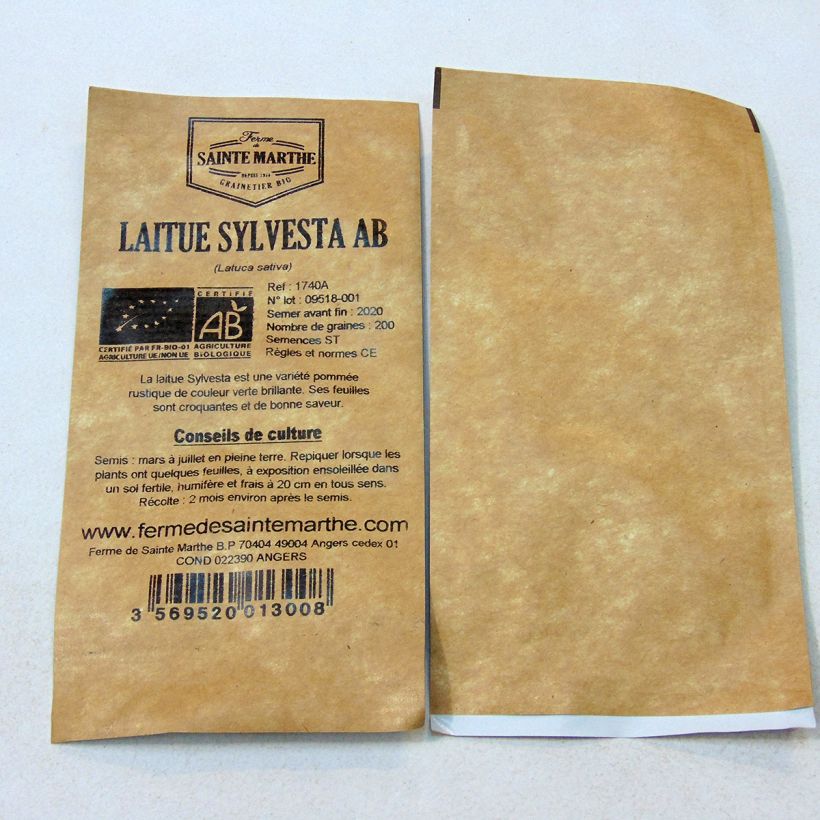 Ferme
de
SAINTE MARTHE
DEPUIS 1974
GRAINETIER BIO
LAITUE SYLVESTA AB
(Latuca sativa)
CERTIFIÉ
AB
AGRICULTURE
BIOLOGIQUE
CERTIFIÉ PAR FR-BIO-01
AGRICULTURE UE/NON UE
Ref : 1740A
N° lot : 09518-001
Semer avant fin : 2020
Nombre de graines : 200
Semences ST
Règles et normes CE
La laitue Sylvesta est une variété pommée
rustique de couleur verte brillante. Ses feuilles
sont croquantes et de bonne saveur.
Conseils de culture
Semis : mars à juillet en pleine terre. Repiquer lorsque les
plants ont quelques feuilles, à exposition ensoleillée dans
un sol fertile, humifère et frais à 20 cm en tous sens.
Récolte : 2 mois environ après le semis.
www.fermedesaintemarthe.com
Ferme de Sainte Marthe B.P 70404 49004 Angers cedex 01
COND 022390 ANGERS
3 569520 013008